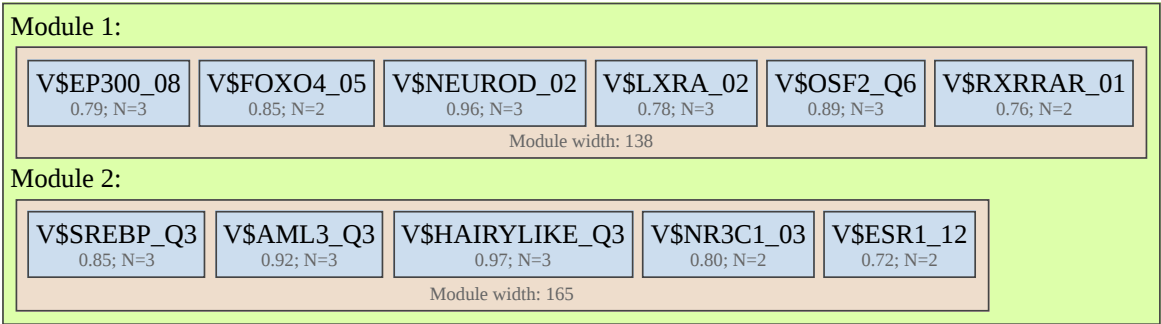 Module 1:
V$EP300_08 V$FOXO4_05 V$NEUROD_02 V$LXRA_02 V$OSF2_Q6 V$RXRRAR_01
0.79; N=3 0.85; N=2 0.96; N=3 0.78; N=3 0.89; N=3 0.76; N=2
Module width: 138
Module 2:
V$SREBP_Q3 V$AML3_Q3 V$HAIRYLIKE_Q3 V$NR3C1_03 V$ESR1_12
0.85; N=3 0.92; N=3 0.97; N=3 0.80; N=2 0.72; N=2
Module width: 165